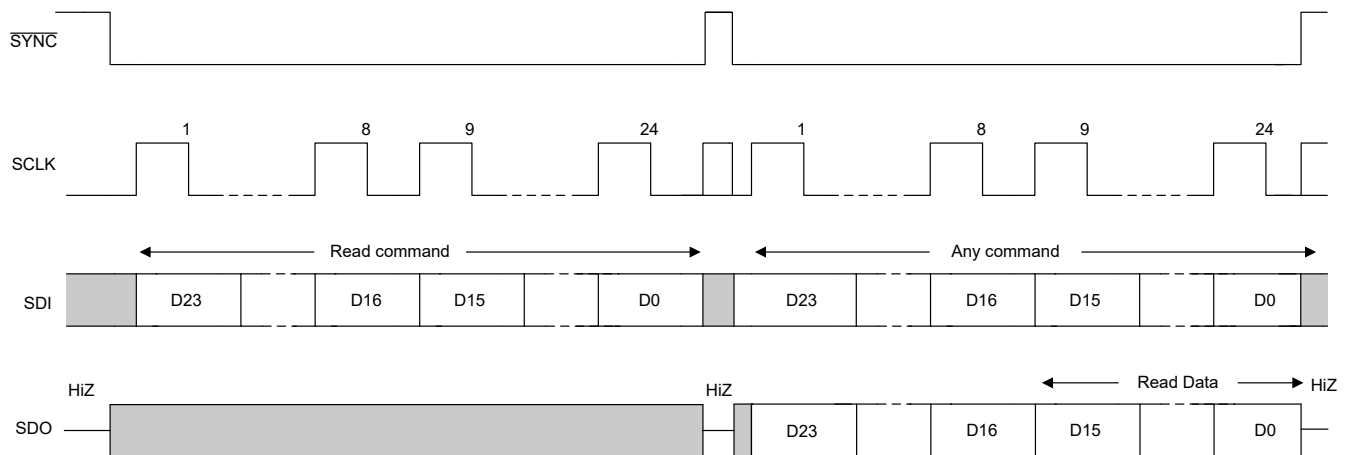 SYNC
1 8 9 24 1 8 9 24
SCLK
Read command Any command
SDI D23 D16 D15 D0 D23 D16 D15 D0
HiZ HiZ Read Data HiZ
SDO D23 D16 D15 D0